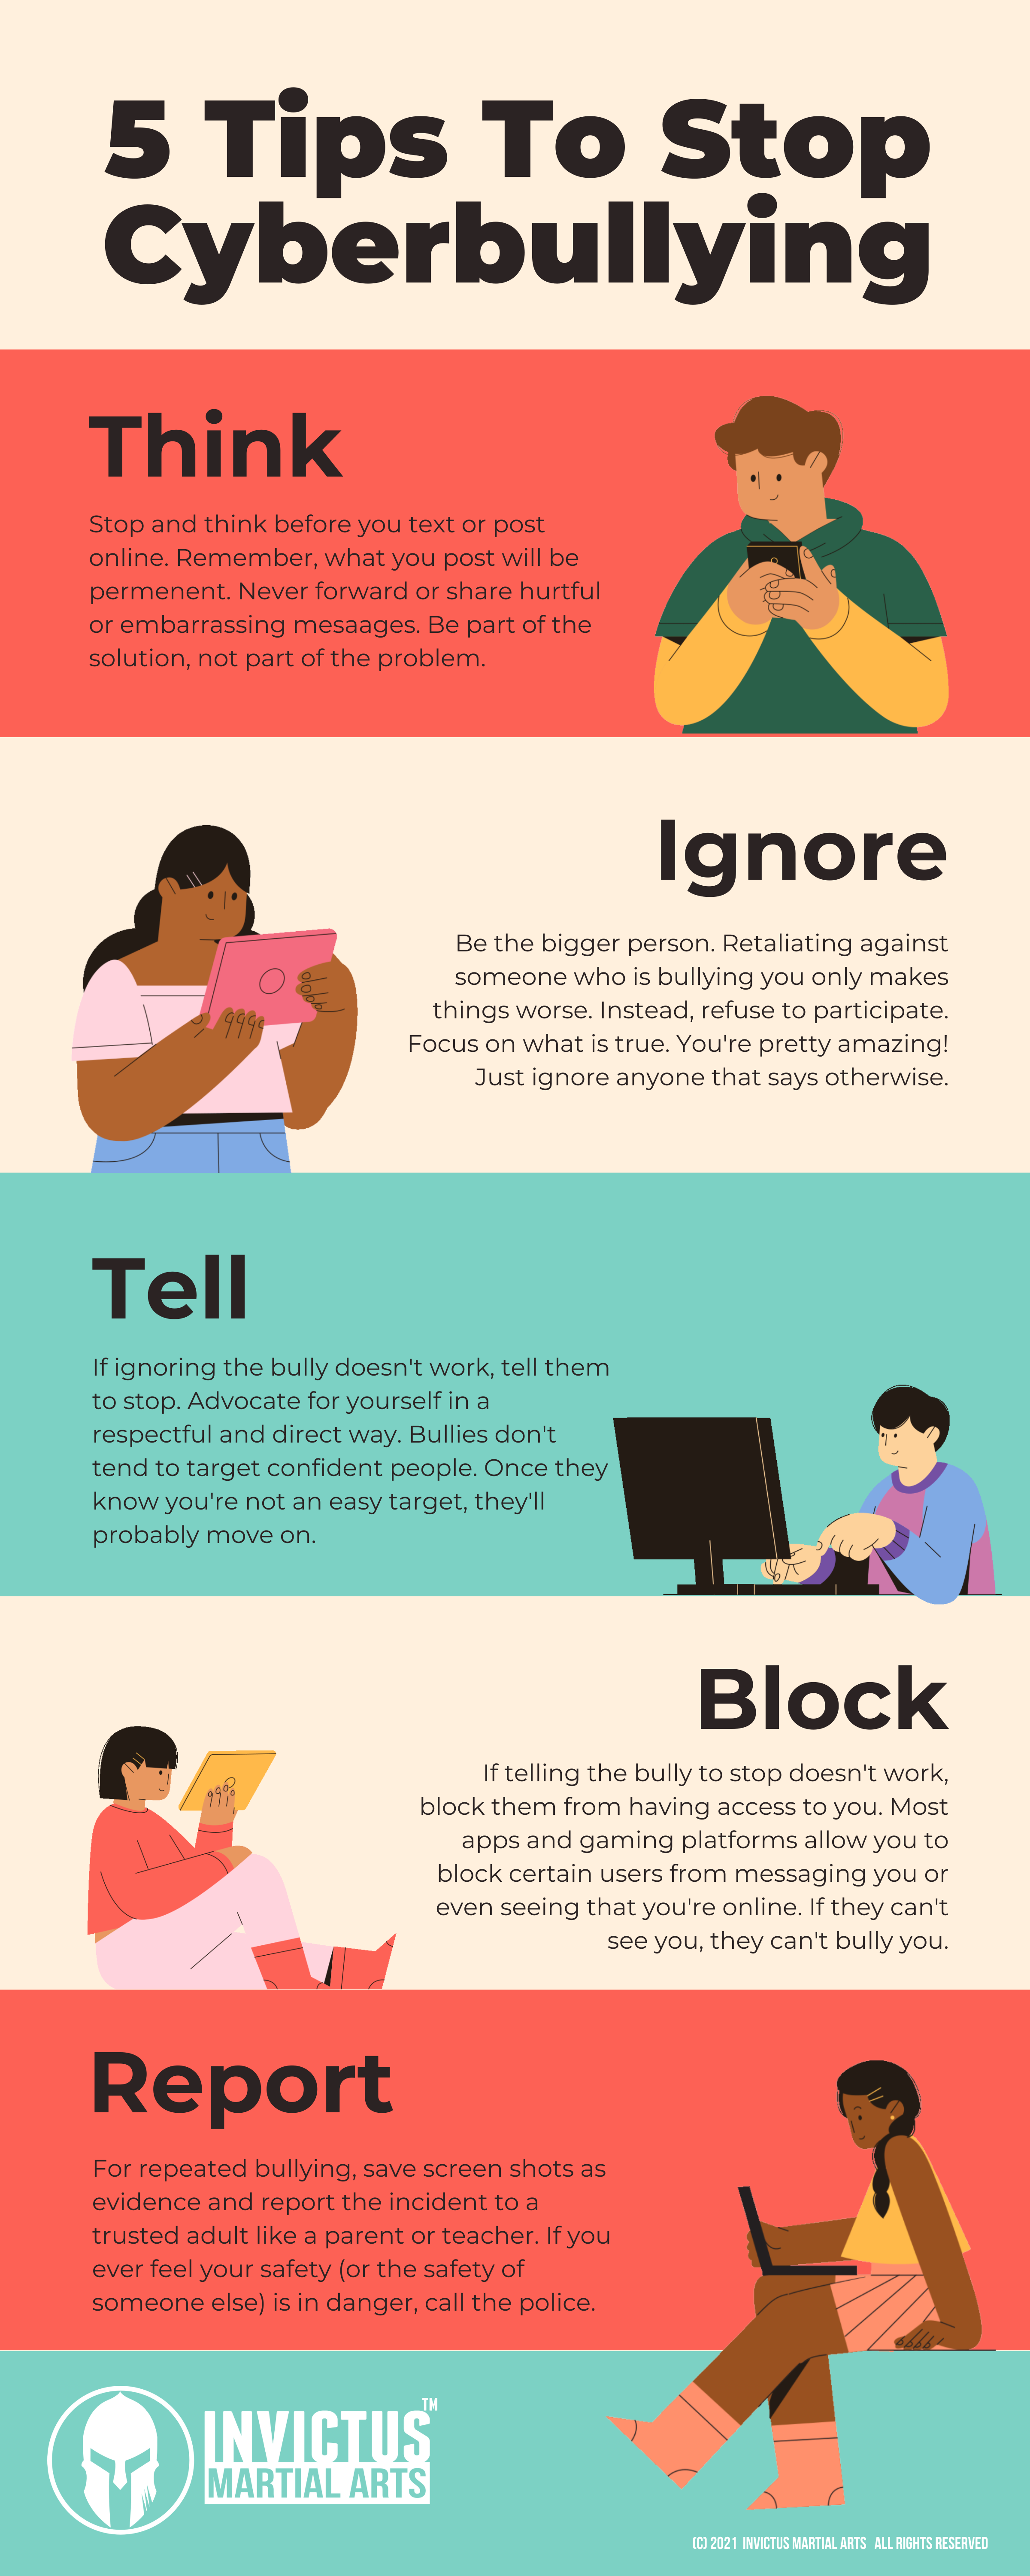 5 Tips To Stop
Cyberbullying
Think
Stop and think before you text or post
online. Remember, what you post will be
permenent. Never forward or share hurtful
or embarrassing mesaages. Be part of the
solution, not part of the problem.
Ignore
Be the bigger person. Retaliating against
someone who is bullying you only makes
things worse. Instead, refuse to participate.
Focus on what is true. You're pretty amazing!
Just ignore anyone that says otherwise.
Tell
If ignoring the bully doesn't work, tell them
to stop. Advocate for yourself in a
respectful and direct way. Bullies don't
tend to target confident people. Once they
know you're not an easy target, they'll
probably move on.
Block
If telling the bully to stop doesn't work,
block them from having access to you. Most
apps and gaming platforms allow you to
block certain users from messaging you or
even seeing that you're online. If they can't
see you, they can't bully you.
Report
For repeated bullying, save screen shots as
evidence and report the incident to a
trusted adult like a parent or teacher. If you
ever feel your safety (or the safety of
someone else) is in danger, call the police.
INVICTUS™
MARTIAL ARTS
(C) 2021 INVICTUS MARTIAL ARTS ALL RIGHTS RESERVED